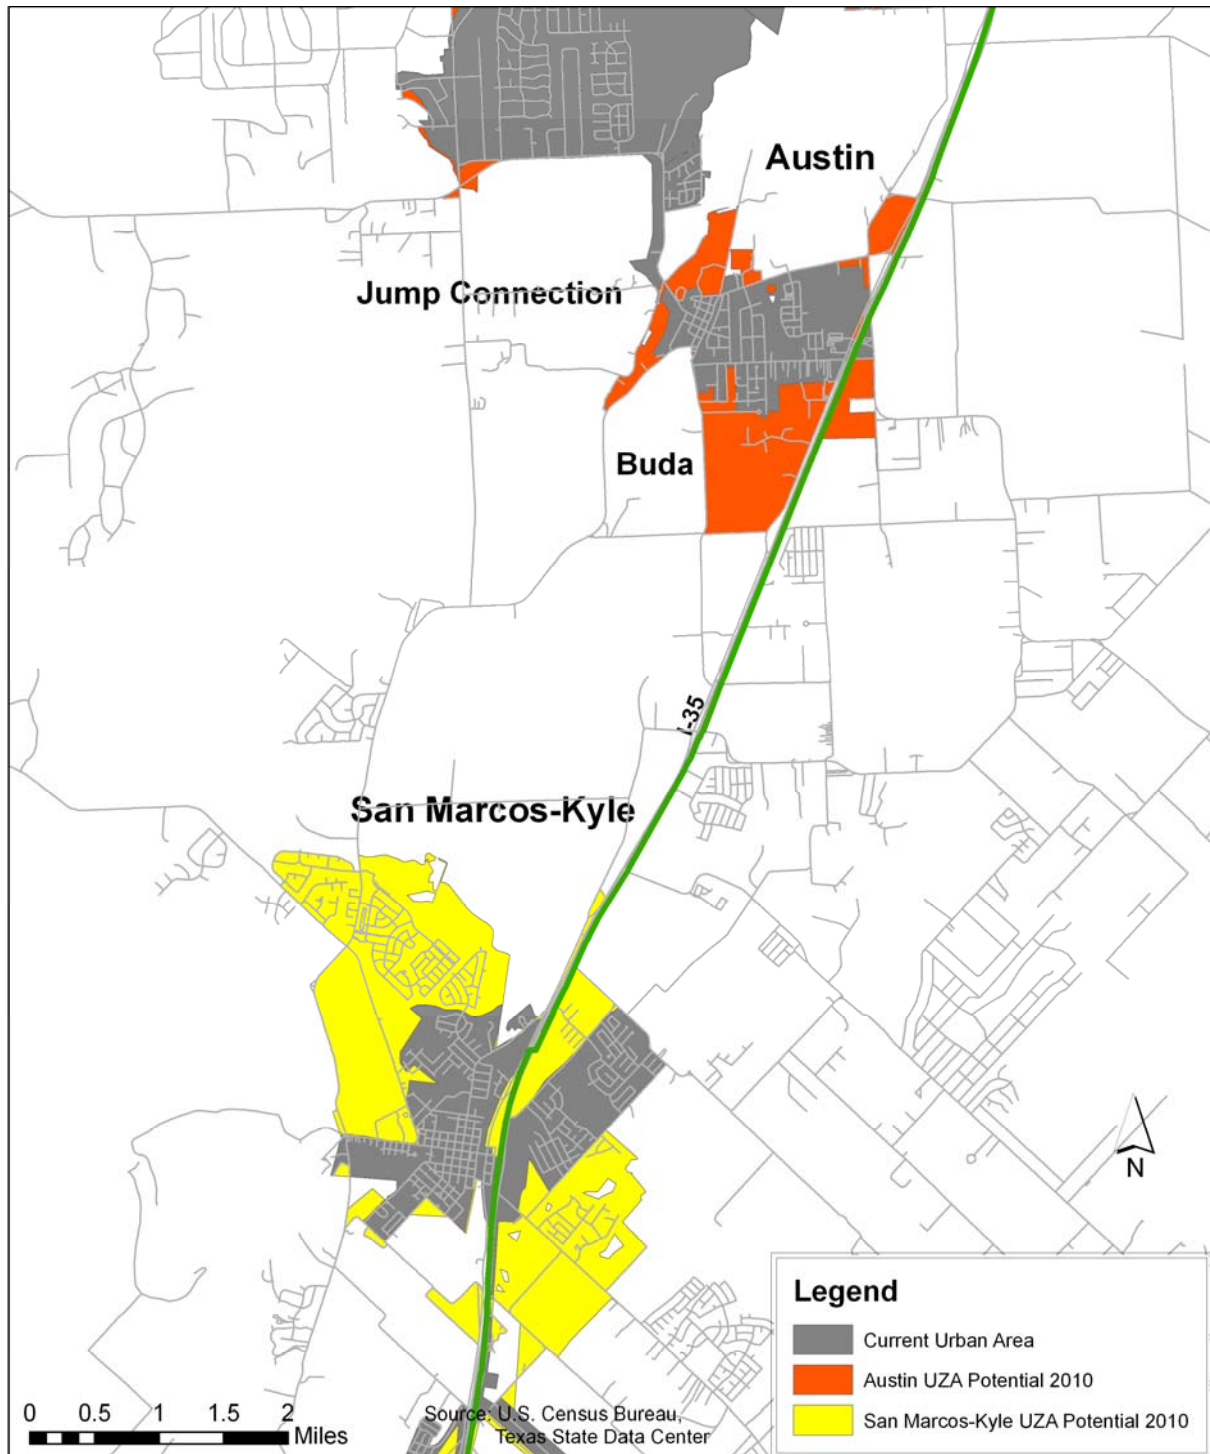 Austin
Jump Connection
Buda
I-35
San Marcos-Kyle
N
Legend
Current Urban Area
Austin UZA Potential 2010
San Marcos-Kyle UZA Potential 2010
0 0.5 1 1.5 2
Miles
Source: U.S. Census Bureau,
Texas State Data Center